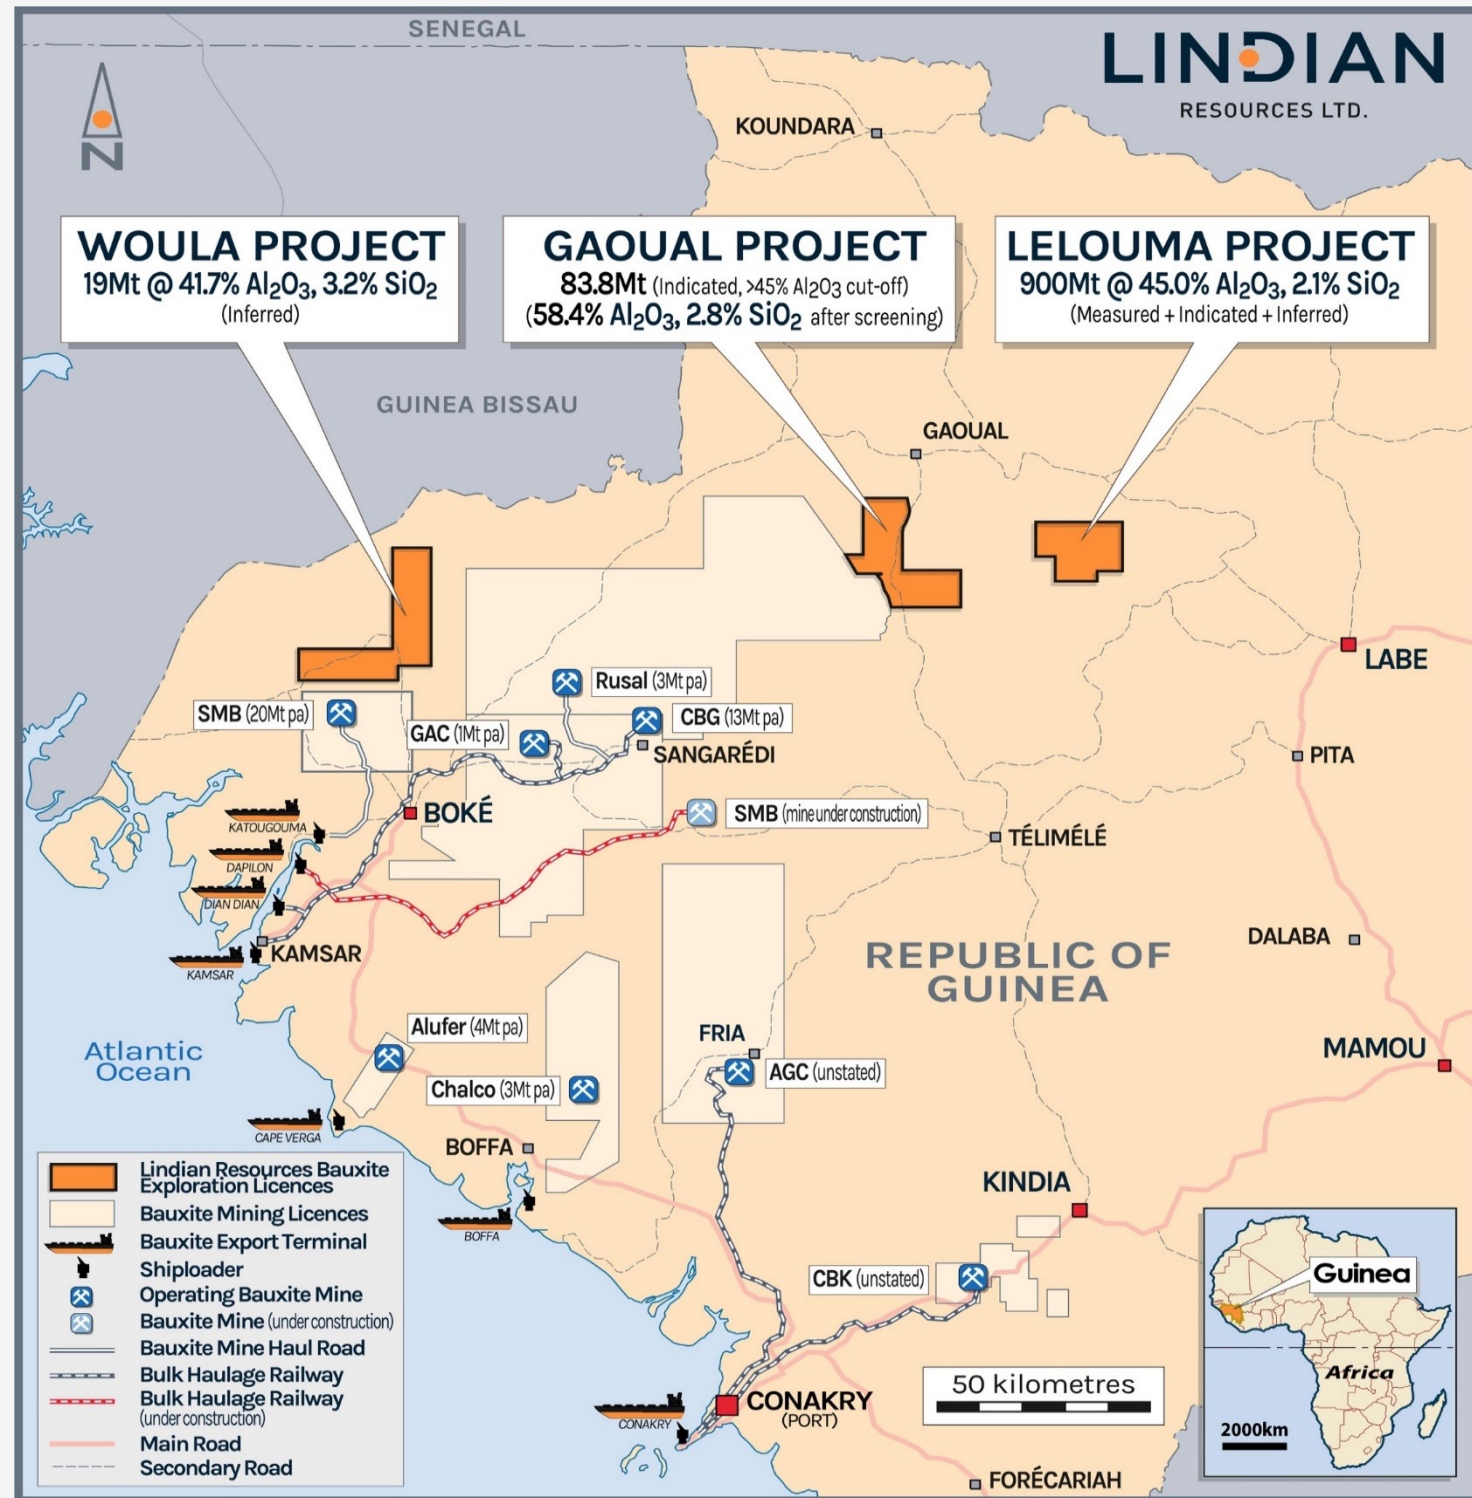 SENEGAL
LINDIAN
RESOURCES LTD.
N
KOUNDARA
WOULA PROJECT
19Mt @ 41.7% Al₂O₃, 3.2% SiO₂
(Inferred)
GAOUAL PROJECT
83.8Mt (Indicated, >45% Al₂O₃ cut-off)
(58.4% Al₂O₃, 2.8% SiO₂ after screening)
LELOUMA PROJECT
900Mt @ 45.0% Al₂O₃, 2.1% SiO₂
(Measured + Indicated + Inferred)
GUINEA BISSAU
GAOUAL
LABE
Rusal (3Mt pa)
SMB (20Mt pa)
CBG (13Mt pa)
GAC (1Mt pa)
SANGARÉDI
PITA
BOKÉ
SMB (mine under construction)
KATOUGOUMA
TÉLIMÉLÉ
DAPILON
DIAN DIAN
DALABA
KAMSAR
KAMSAR
REPUBLIC OF
GUINEA
Alufer (4Mt pa)
FRIA
Atlantic
Ocean
MAMOU
AGC (unstated)
Chalco (3Mt pa)
CAPE VERGA
BOFFA
BOFFA
KINDIA
Lindian Resources Bauxite
Exploration Licences
Bauxite Mining Licences
Bauxite Export Terminal
Shiploader
Operating Bauxite Mine
Bauxite Mine (under construction)
Bauxite Mine Haul Road
Bulk Haulage Railway
Bulk Haulage Railway
(under construction)
Main Road
Secondary Road
CBK (unstated)
Guinea
Africa
2000km
50 kilometres
CONAKRY
(PORT)
CONAKRY
FORÉCARIAH